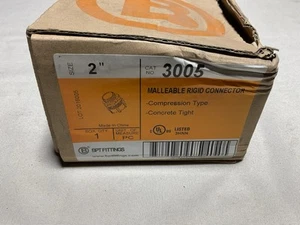 SIZE
2"
CAT.
NO.
3005
MALLEABLE RIGID CONNECTOR
-Compression Type
-Concrete Tight
Made in China
1
PC
UL
LISTED
BPT FITTINGS